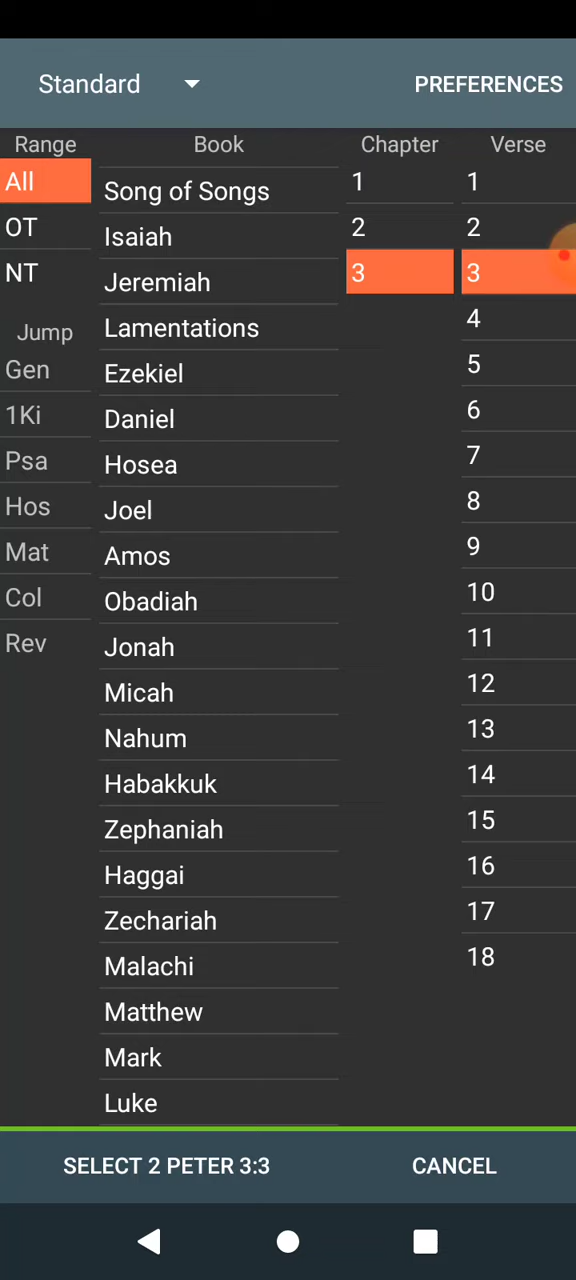 Standard
PREFERENCES
Range
Book
Chapter
Verse
All
OT
NT
Jump
Gen
1Ki
Psa
Hos
Mat
Col
Rev
Song of Songs
Isaiah
Jeremiah
Lamentations
Ezekiel
Daniel
Hosea
Joel
Amos
Obadiah
Jonah
Micah
Nahum
Habakkuk
Zephaniah
Haggai
Zechariah
Malachi
Matthew
Mark
Luke
1
2
3
1
2
3
4
5
6
7
8
9
10
11
12
13
14
15
16
17
18
SELECT 2 PETER 3:3
CANCEL